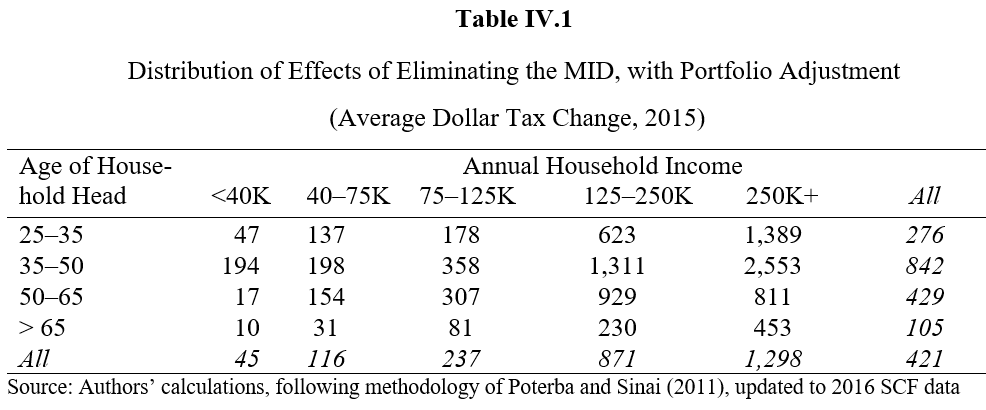 Table IV.1
Distribution of Effects of Eliminating the MID, with Portfolio Adjustment
(Average Dollar Tax Change, 2015)
Age of House- Annual Household Income
hold Head <40K 40–75K 75–125K 125–250K 250K+ All
25–35 47 137 178 623 1,389 276
35–50 194 198 358 1,311 2,553 842
50–65 17 154 307 929 811 429
> 65 10 31 81 230 453 105
All 45 116 237 871 1,298 421
Source: Authors’ calculations, following methodology of Poterba and Sinai (2011), updated to 2016 SCF data